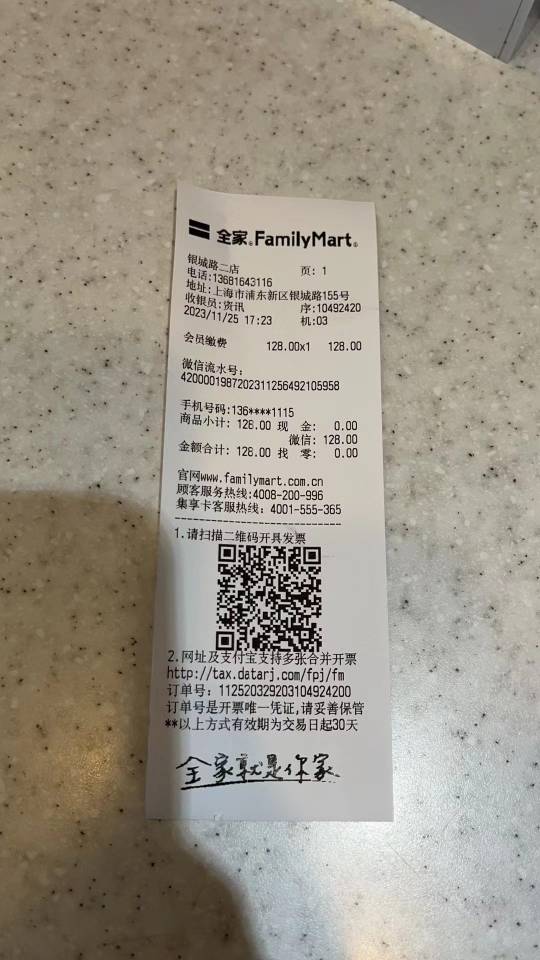 全家 FamilyMart
银城路二店 页: 1
电话:13681643116
地址:上海市浦东新区银城路155号
收银员:资讯 序:10492420
2023/11/25 17:23 机:03
会员缴费 128.00x1 128.00
微信流水号:
4200001987202311256492105958
手机号码:136****1115
商品小计: 128.00 现 金: 0.00
微信: 128.00
金额合计: 128.00 找 零: 0.00
官网www.familymart.com.cn
顾客服务热线:4008-200-996
集享卡客服热线: 4001-555-365
1.请扫描二维码开具发票
2.网址及支付宝支持多张合并开票
http://tax.datarj.com/fpj/fm
订单号: 112520329203104924200
订单号是开票唯一凭证,请妥善保管
**以上方式有效期为交易日起30天
全家就是你家